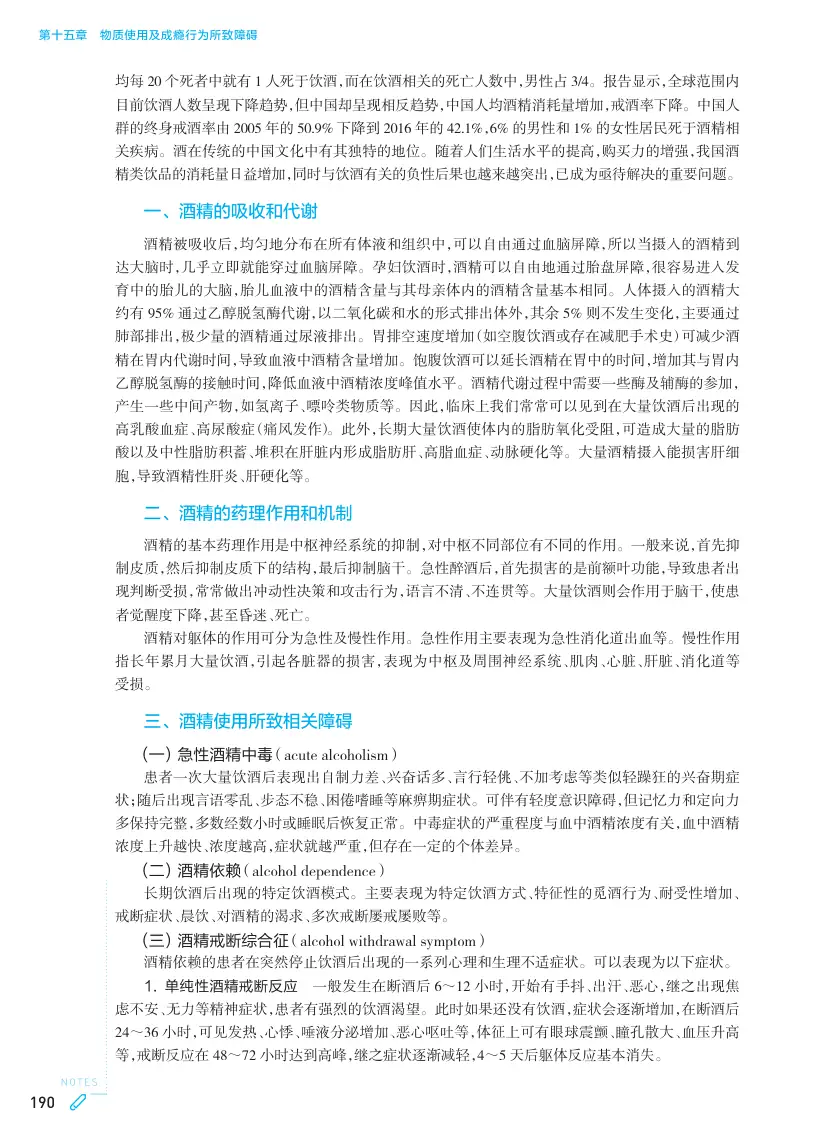 第十五章　物质使用及成瘾行为所致障碍
均每 20 个死者中就有 1 人死于饮酒,而在饮酒相关的死亡人数中,男性占 3/4。报告显示,全球范围内
目前饮酒人数呈现下降趋势,但中国却呈现相反趋势,中国人均酒精消耗量增加,戒酒率下降。中国人
群的终身戒酒率由 2005 年的 50.9% 下降到 2016 年的 42.1%,6% 的男性和 1% 的女性居民死于酒精相
关疾病。酒在传统的中国文化中有其独特的地位。随着人们生活水平的提高,购买力的增强,我国酒
精类饮品的消耗量日益增加,同时与饮酒有关的负性后果也越来越突出,已成为亟待解决的重要问题。
一、酒精的吸收和代谢
酒精被吸收后,均匀地分布在所有体液和组织中,可以自由通过血脑屏障,所以当摄入的酒精到
达大脑时,几乎立即就能穿过血脑屏障。孕妇饮酒时,酒精可以自由地通过胎盘屏障,很容易进入发
育中的胎儿的大脑,胎儿血液中的酒精含量与其母亲体内的酒精含量基本相同。人体摄入的酒精大
约有 95% 通过乙醇脱氢酶代谢,以二氧化碳和水的形式排出体外,其余 5% 则不发生变化,主要通过
肺部排出,极少量的酒精通过尿液排出。胃排空速度增加(如空腹饮酒或存在减肥手术史)可减少酒
精在胃内代谢时间,导致血液中酒精含量增加。饱腹饮酒可以延长酒精在胃中的时间,增加其与胃内
乙醇脱氢酶的接触时间,降低血液中酒精浓度峰值水平。酒精代谢过程中需要一些酶及辅酶的参加,
产生一些中间产物,如氢离子、嘌呤类物质等。因此,临床上我们常常可以见到在大量饮酒后出现的
高乳酸血症、高尿酸症(痛风发作)。此外,长期大量饮酒使体内的脂肪氧化受阻,可造成大量的脂肪
酸以及中性脂肪积蓄、堆积在肝脏内形成脂肪肝、高脂血症、动脉硬化等。大量酒精摄入能损害肝细
胞,导致酒精性肝炎、肝硬化等。
二、酒精的药理作用和机制
酒精的基本药理作用是中枢神经系统的抑制,对中枢不同部位有不同的作用。一般来说,首先抑
制皮质,然后抑制皮质下的结构,最后抑制脑干。急性醉酒后,首先损害的是前额叶功能,导致患者出
现判断受损,常常做出冲动性决策和攻击行为,语言不清、不连贯等。大量饮酒则会作用于脑干,使患
者觉醒度下降,甚至昏迷、死亡。
酒精对躯体的作用可分为急性及慢性作用。急性作用主要表现为急性消化道出血等。慢性作用
指长年累月大量饮酒,引起各脏器的损害,表现为中枢及周围神经系统、肌肉、心脏、肝脏、消化道等
受损。
三、酒精使用所致相关障碍
(一)急性酒精中毒(acute alcoholism)
患者一次大量饮酒后表现出自制力差、兴奋话多、言行轻佻、不加考虑等类似轻躁狂的兴奋期症
状;随后出现言语零乱、步态不稳、困倦嗜睡等麻痹期症状。可伴有轻度意识障碍,但记忆力和定向力
多保持完整,多数经数小时或睡眠后恢复正常。中毒症状的严重程度与血中酒精浓度有关,血中酒精
浓度上升越快、浓度越高,症状就越严重,但存在一定的个体差异。
(二)酒精依赖(alcohol dependence)
长期饮酒后出现的特定饮酒模式。主要表现为特定饮酒方式、特征性的觅酒行为、耐受性增加、
戒断症状、晨饮、对酒精的渴求、多次戒断屡戒屡败等。
(三)酒精戒断综合征(alcohol withdrawal symptom)
酒精依赖的患者在突然停止饮酒后出现的一系列心理和生理不适症状。可以表现为以下症状。
1. 单纯性酒精戒断反应　一般发生在断酒后 6～12 小时,开始有手抖、出汗、恶心,继之出现焦
虑不安、无力等精神症状,患者有强烈的饮酒渴望。此时如果还没有饮酒,症状会逐渐增加,在断酒后
24～36 小时,可见发热、心悸、唾液分泌增加、恶心呕吐等,体征上可有眼球震颤、瞳孔散大、血压升高
等,戒断反应在 48～72 小时达到高峰,继之症状逐渐减轻,4～5 天后躯体反应基本消失。
NOTES
190